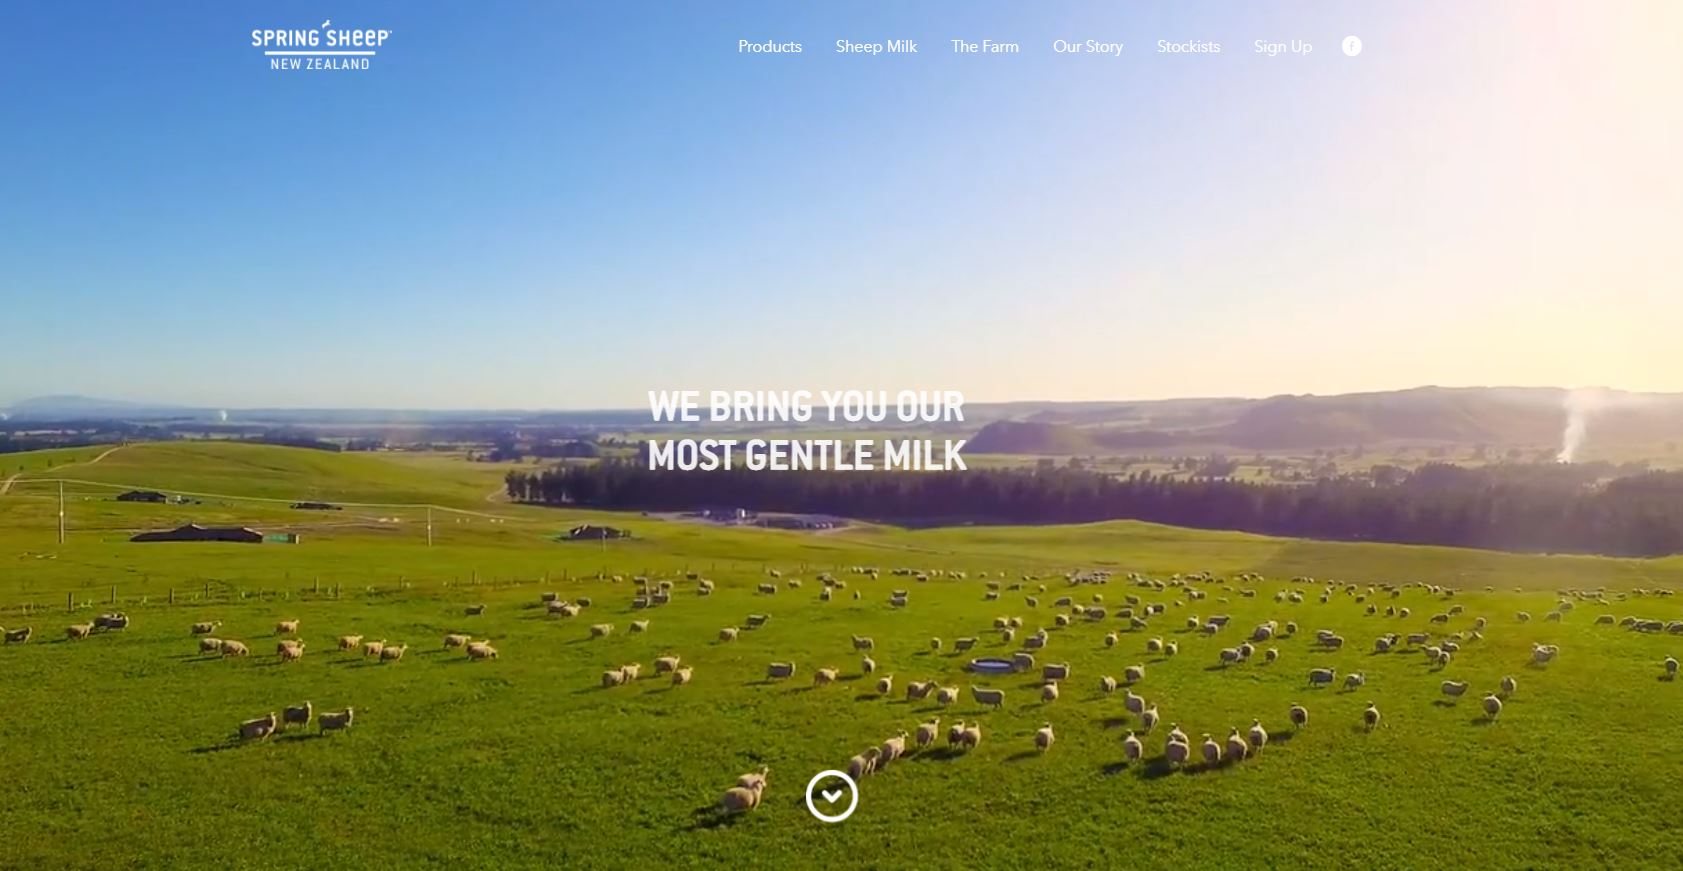 SPRING SHEEP™
NEW ZEALAND
Products
Sheep Milk
The Farm
Our Story
Stockists
Sign Up
f
WE BRING YOU OUR
MOST GENTLE MILK